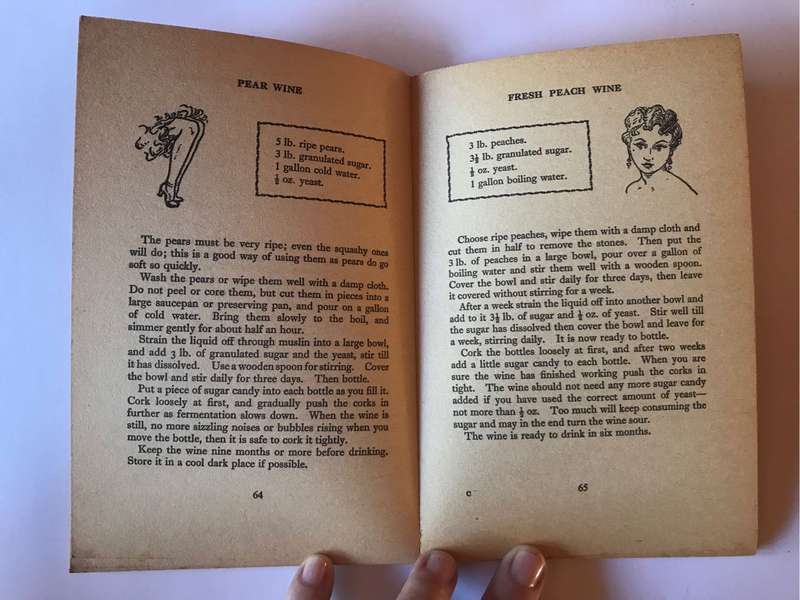 PEAR WINE
5 lb. ripe pears.
3 lb. granulated sugar.
1 gallon cold water.
½ oz. yeast.
The pears must be very ripe; even the squashy ones
will do; this is a good way of using them as pears do go
soft so quickly.
Wash the pears or wipe them well with a damp cloth.
Do not peel or core them, but cut them in pieces into a
large saucepan or preserving pan, and pour on a gallon
of cold water. Bring them slowly to the boil, and
simmer gently for about half an hour.
Strain the liquid off through muslin into a large bowl,
and add 3 lb. of granulated sugar and the yeast, stir till
it has dissolved. Use a wooden spoon for stirring. Cover
the bowl and stir daily for three days. Then bottle.
Put a piece of sugar candy into each bottle as you fill it.
Cork loosely at first, and gradually push the corks in
further as fermentation slows down. When the wine is
still, no more sizzling noises or bubbles rising when you
move the bottle, then it is safe to cork it tightly.
Keep the wine nine months or more before drinking.
Store it in a cool dark place if possible.
64
FRESH PEACH WINE
3 lb. peaches.
3½ lb. granulated sugar.
½ oz. yeast.
1 gallon boiling water.
Choose ripe peaches, wipe them with a damp cloth and
cut them in half to remove the stones. Then put the
3 lb. of peaches in a large bowl, pour over a gallon of
boiling water and stir them well with a wooden spoon.
Cover the bowl and stir daily for three days, then leave
it covered without stirring for a week.
After a week strain the liquid off into another bowl and
add to it 3½ lb. of sugar and ½ oz. of yeast. Stir well till
the sugar has dissolved then cover the bowl and leave for
a week, stirring daily. It is now ready to bottle.
Cork the bottles loosely at first, and after two weeks
add a little sugar candy to each bottle. When you are
sure the wine has finished working push the corks in
tight. The wine should not need any more sugar candy
added if you have used the correct amount of yeast—
not more than ½ oz. Too much will keep consuming the
sugar and may in the end turn the wine sour.
The wine is ready to drink in six months.
C
65